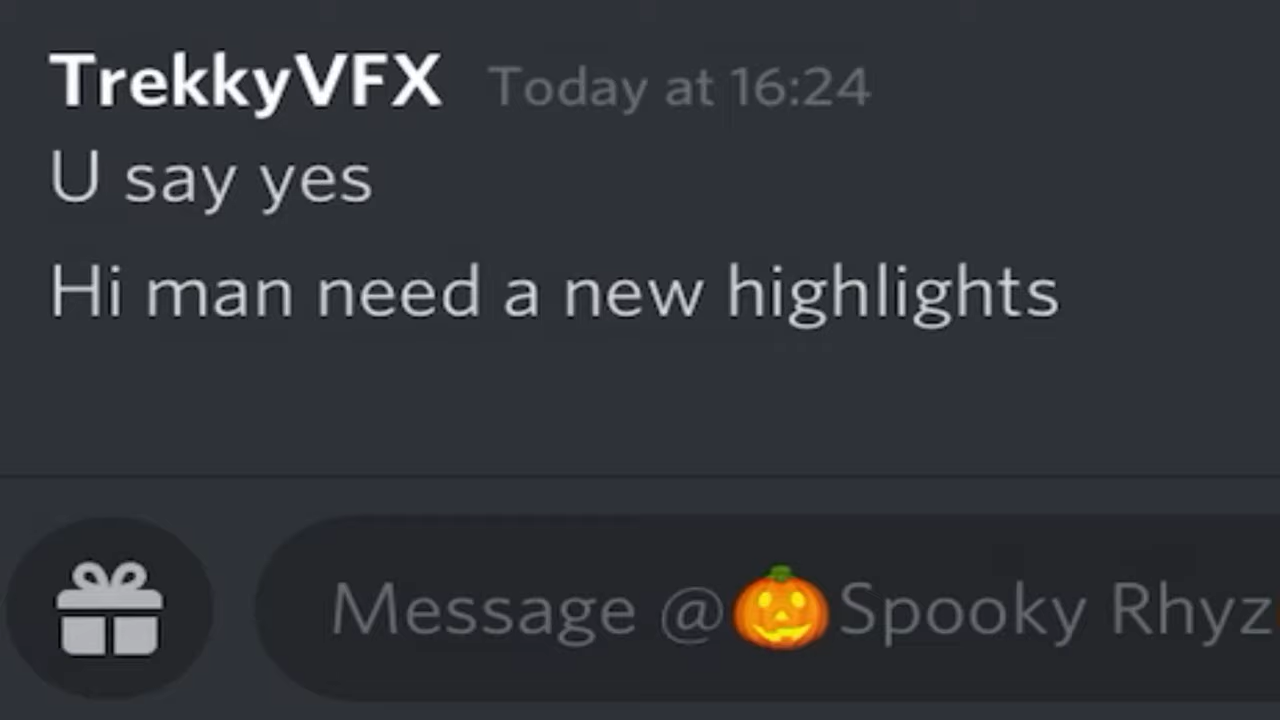 TrekkyVFX Today at 16:24
U say yes
Hi man need a new highlights
Message @🎃Spooky Rhyz